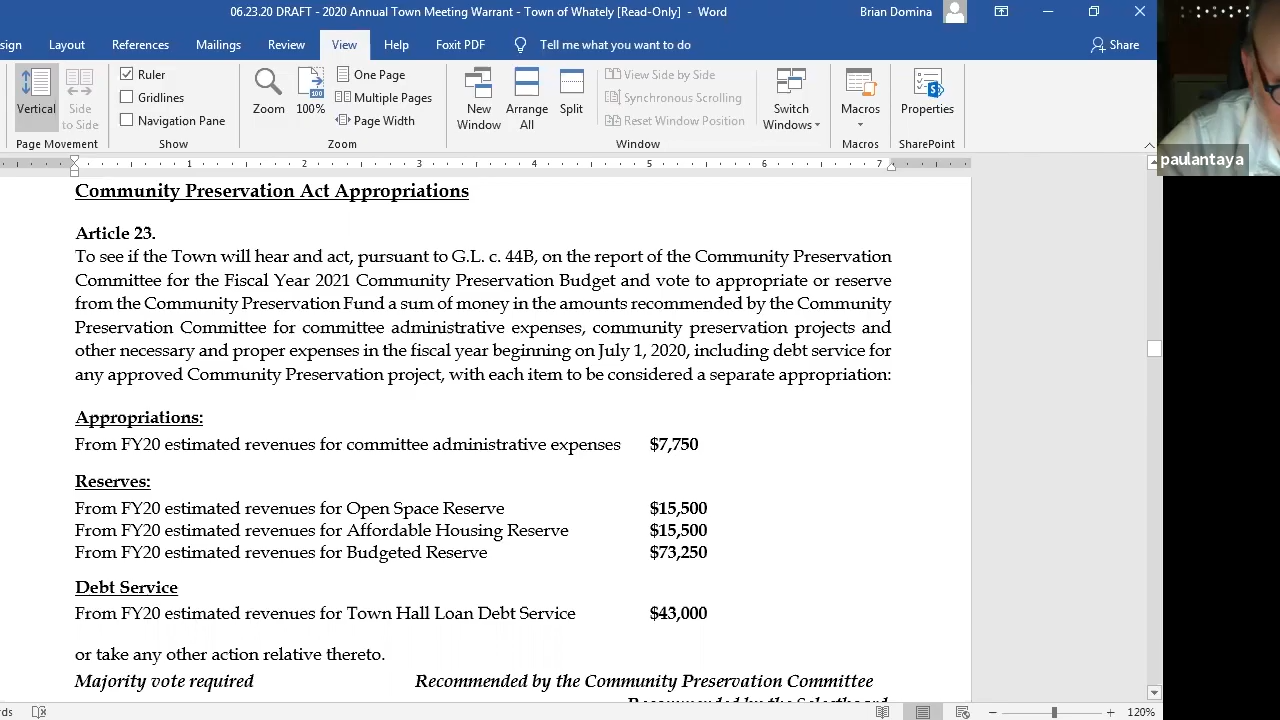 06.23.20 DRAFT - 2020 Annual Town Meeting Warrant - Town of Whately [Read-Only] - Word
Brian Domina
sign Layout References Mailings Review View Help Foxit PDF Tell me what you want to do Share
Vertical
Side to Side
Page Movement
Ruler
Gridlines
Navigation Pane
Show
Zoom
100%
One Page
Multiple Pages
Page Width
Zoom
New Window
Arrange All
Split
View Side by Side
Synchronous Scrolling
Reset Window Position
Window
Switch Windows
Macros
Macros
Properties
SharePoint
paulantaya
1 2 3 4 5 6 7
Community Preservation Act Appropriations
Article 23.
To see if the Town will hear and act, pursuant to G.L. c. 44B, on the report of the Community Preservation
Committee for the Fiscal Year 2021 Community Preservation Budget and vote to appropriate or reserve
from the Community Preservation Fund a sum of money in the amounts recommended by the Community
Preservation Committee for committee administrative expenses, community preservation projects and
other necessary and proper expenses in the fiscal year beginning on July 1, 2020, including debt service for
any approved Community Preservation project, with each item to be considered a separate appropriation:
Appropriations:
From FY20 estimated revenues for committee administrative expenses $7,750
Reserves:
From FY20 estimated revenues for Open Space Reserve $15,500
From FY20 estimated revenues for Affordable Housing Reserve $15,500
From FY20 estimated revenues for Budgeted Reserve $73,250
Debt Service
From FY20 estimated revenues for Town Hall Loan Debt Service $43,000
or take any other action relative thereto.
Majority vote required Recommended by the Community Preservation Committee
Recommended by the Selectboard
rds
120%